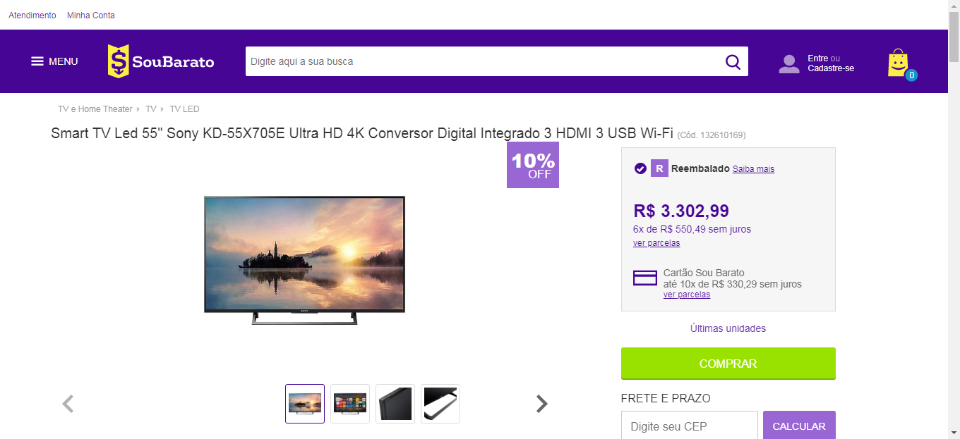 Atendimento Minha Conta
MENU SouBarato Digite aqui a sua busca Entre ou
Cadastre-se
0
TV e Home Theater › TV › TV LED
Smart TV Led 55" Sony KD-55X705E Ultra HD 4K Conversor Digital Integrado 3 HDMI 3 USB Wi-Fi (Cód. 132610169)
10%
OFF
R Reembalado Saiba mais
R$ 3.302,99
6x de R$ 550,49 sem juros
ver parcelas
Cartão Sou Barato
até 10x de R$ 330,29 sem juros
ver parcelas
Últimas unidades
COMPRAR
FRETE E PRAZO
Digite seu CEP CALCULAR